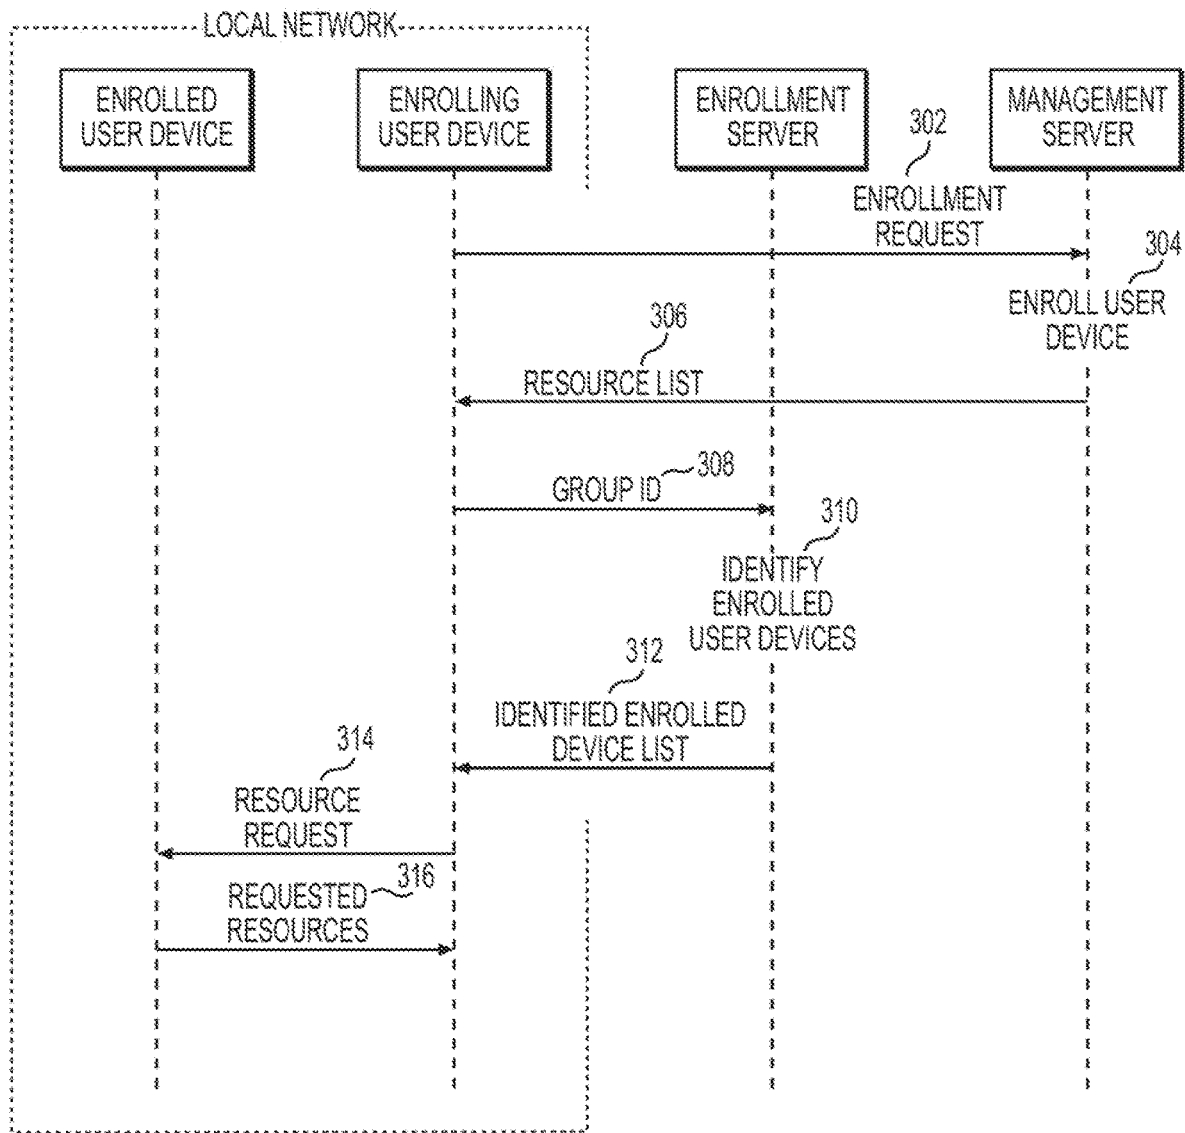 LOCAL NETWORK
ENROLLED
USER DEVICE
ENROLLING
USER DEVICE
ENROLLMENT
SERVER
MANAGEMENT
SERVER
302
ENROLLMENT
REQUEST
304
ENROLL USER
DEVICE
306
RESOURCE LIST
308
GROUP ID
310
IDENTIFY
ENROLLED
USER DEVICES
312
IDENTIFIED ENROLLED
DEVICE LIST
314
RESOURCE
REQUEST
316
REQUESTED
RESOURCES